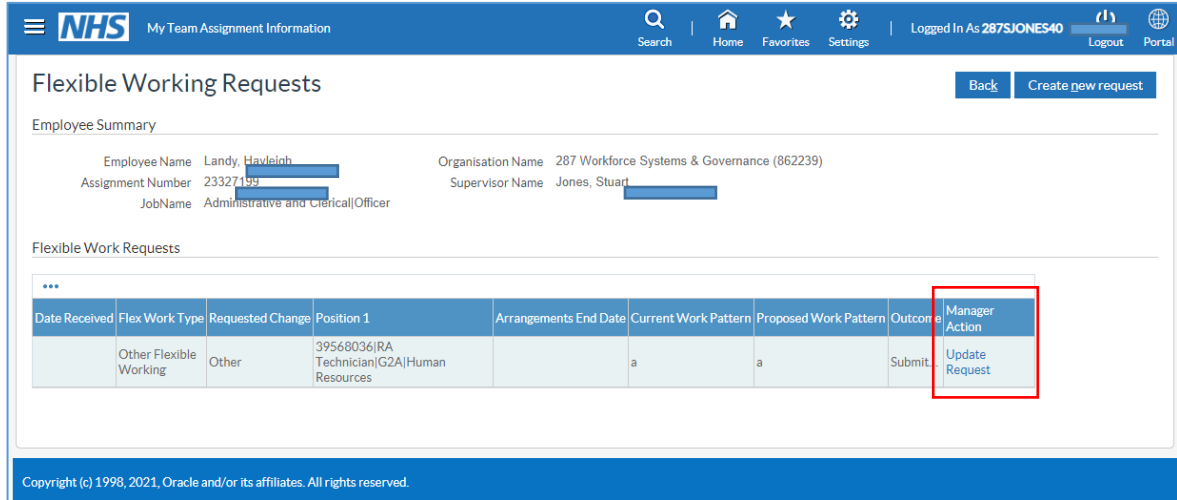 NHS My Team Assignment Information Search Home Favorites Settings Logged In As 287SJONES40 Logout Portal
Flexible Working Requests
Back Create new request
Employee Summary
Employee Name Landy, Hayleigh Organisation Name 287 Workforce Systems & Governance (862239)
Assignment Number 23327199 Supervisor Name Jones, Stuart
JobName Administrative and Clerical|Officer
Flexible Work Requests
•••
Date Received Flex Work Type Requested Change Position 1 Arrangements End Date Current Work Pattern Proposed Work Pattern Outcome Manager
Action
Other Flexible
Working
Other
39568036|RA
Technician|G2A|Human
Resources
a a Submit...
Update
Request
Copyright (c) 1998, 2021, Oracle and/or its affiliates. All rights reserved.